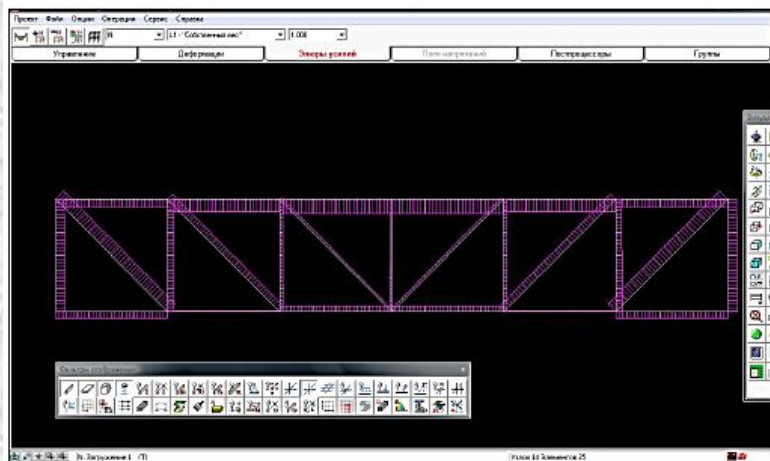 Проект Файл Опции Операции Сервис Справка
N L1 - "Собственный вес" 1.000
Управление Деформации Эпюры усилий Поля напряжений Постпроцессоры Группы
Фильтры отображения
N. Загружение 1 (Т) Узлов 14 Элементов 25